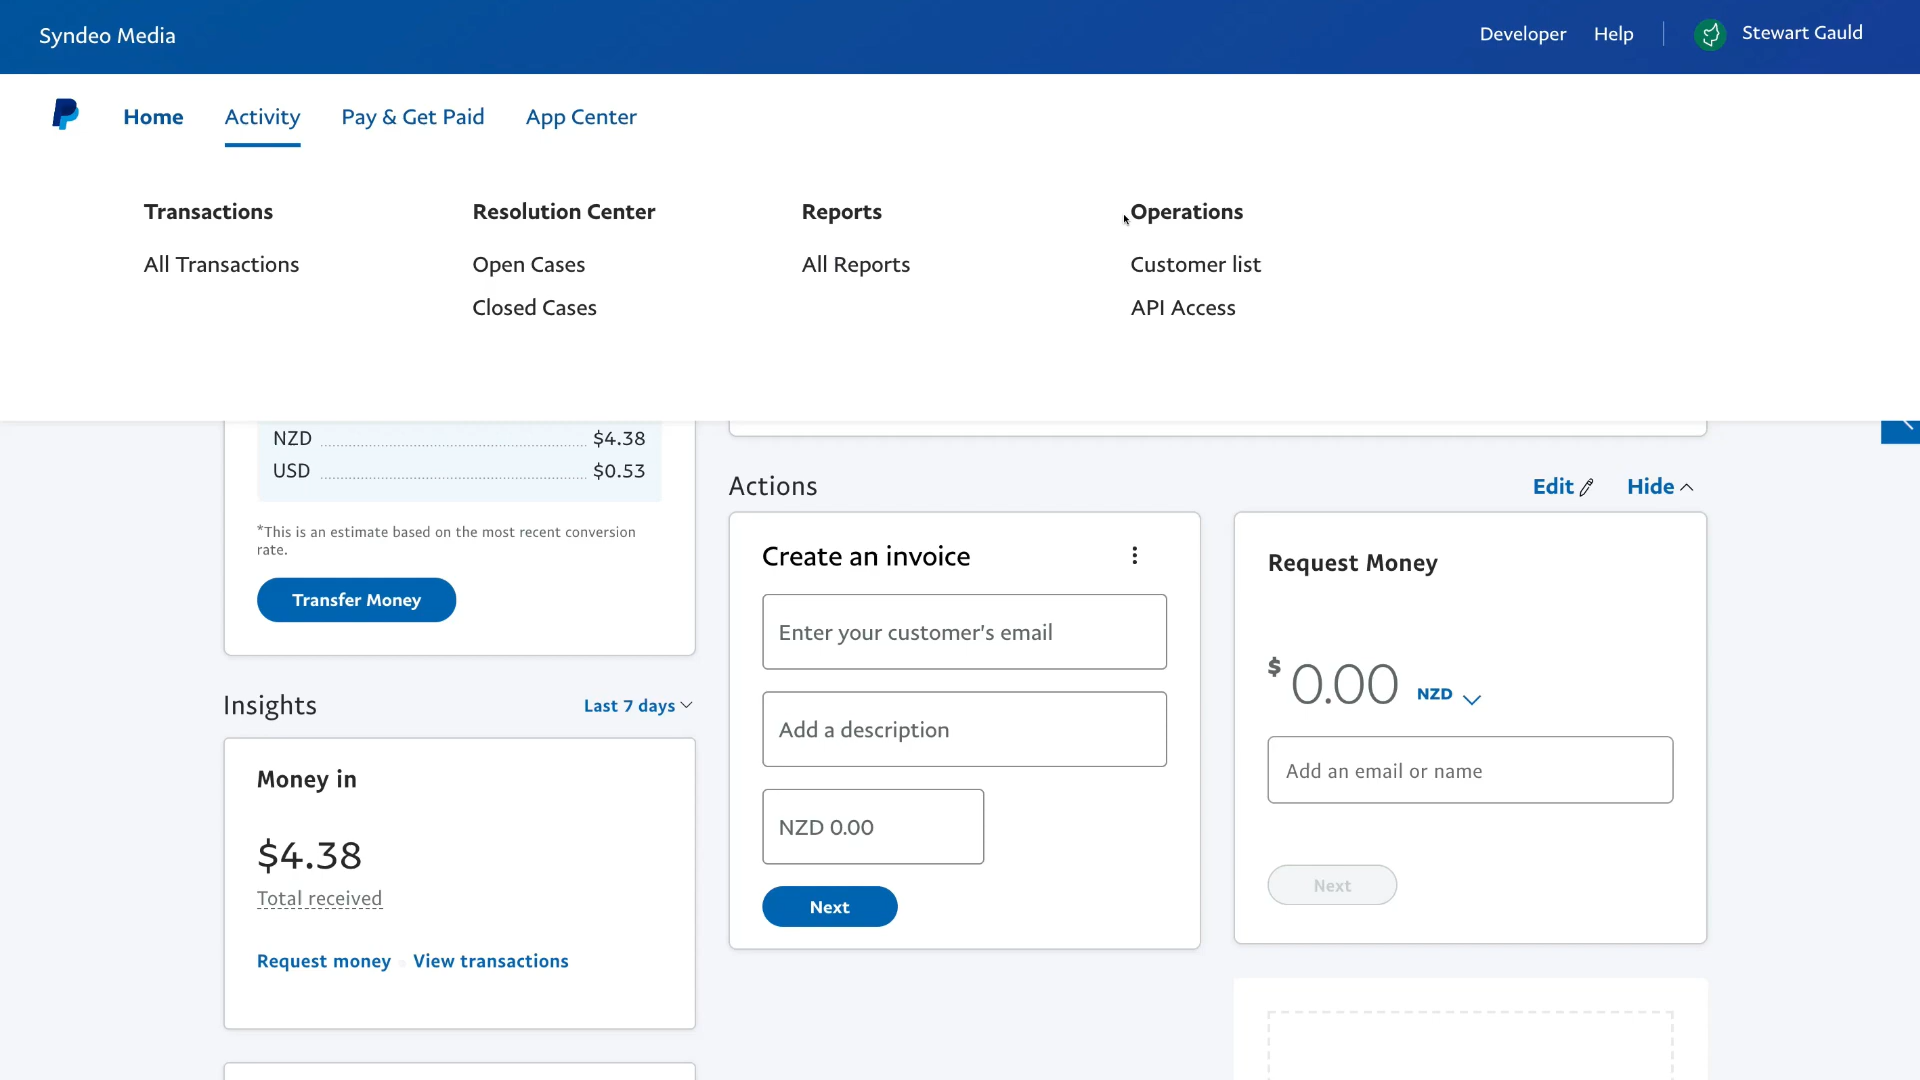 Syndeo Media
Developer
Help
Stewart Gauld
Home
Activity
Pay & Get Paid
App Center
Transactions
All Transactions
Resolution Center
Open Cases
Closed Cases
Reports
All Reports
Operations
Customer list
API Access
NZD $4.38
USD $0.53
*This is an estimate based on the most recent conversion
rate.
Transfer Money
Insights
Last 7 days
Money in
$4.38
Total received
Request money
View transactions
Actions
Edit
Hide
Create an invoice
Enter your customer's email
Add a description
NZD 0.00
Next
Request Money
$ 0.00 NZD
Add an email or name
Next